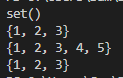 set()
{1, 2, 3}
{1, 2, 3, 4, 5}
{1, 2, 3}